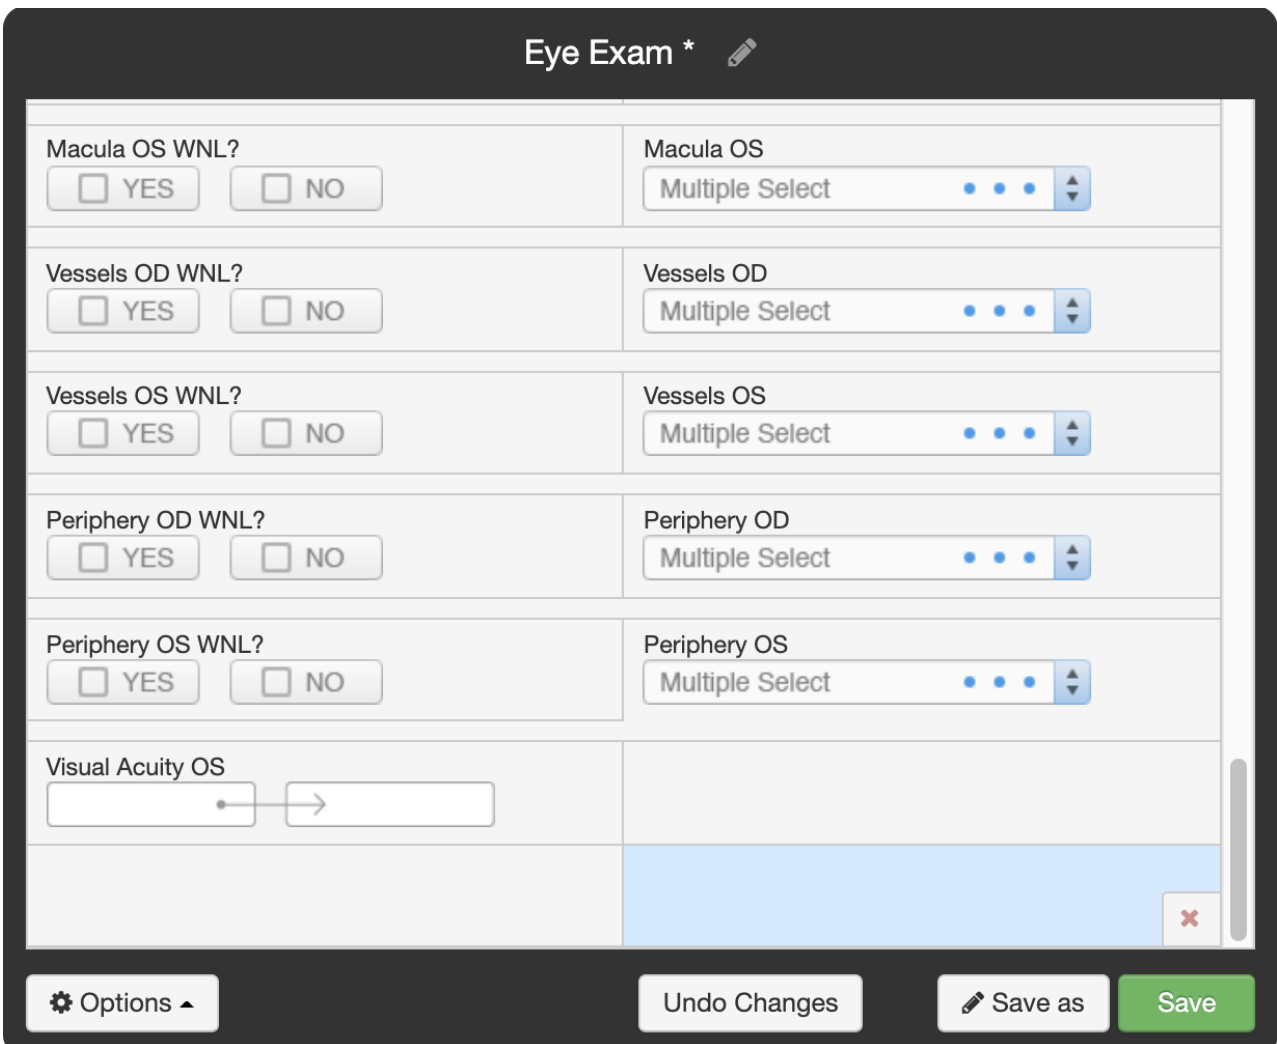 Eye Exam *
Macula OS WNL?
YES
NO
Macula OS
Multiple Select
Vessels OD WNL?
YES
NO
Vessels OD
Multiple Select
Vessels OS WNL?
YES
NO
Vessels OS
Multiple Select
Periphery OD WNL?
YES
NO
Periphery OD
Multiple Select
Periphery OS WNL?
YES
NO
Periphery OS
Multiple Select
Visual Acuity OS
Options
Undo Changes
Save as
Save